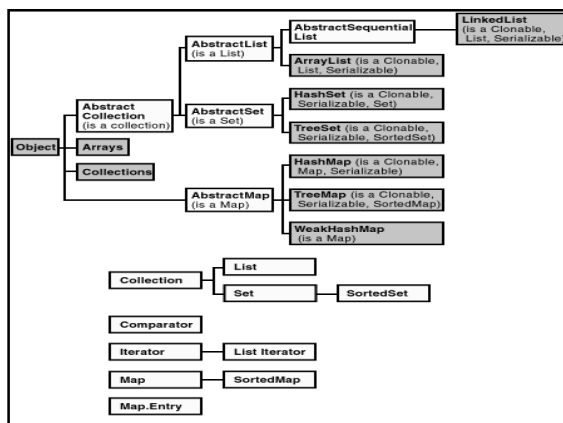 AbstractSequential
List
LinkedList
(is a Clonable,
List, Serializable)
AbstractList
(is a List)
ArrayList (is a Clonable,
List, Serializable)
HashSet (is a Clonable,
Serializable, Set)
Abstract
Collection
(is a collection)
AbstractSet
(is a Set)
TreeSet (is a Clonable,
Serializable, SortedSet)
Object
Arrays
HashMap (is a Clonable,
Map, Serializable)
Collections
AbstractMap
(is a Map)
TreeMap (is a Clonable,
Serializable, SortedMap)
WeakHashMap
(is a Map)
List
Collection
Set
SortedSet
Comparator
Iterator
List Iterator
Map
SortedMap
Map.Entry